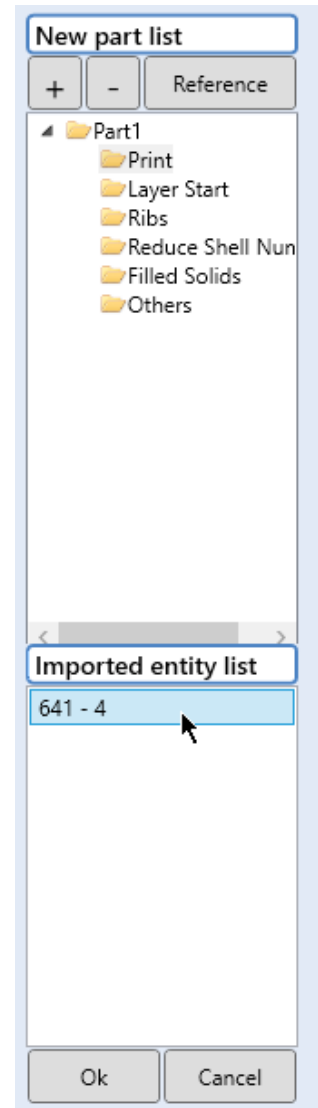 New part list
+ - Reference
Part1
Print
Layer Start
Ribs
Reduce Shell Nun
Filled Solids
Others
Imported entity list
641 - 4
Ok Cancel